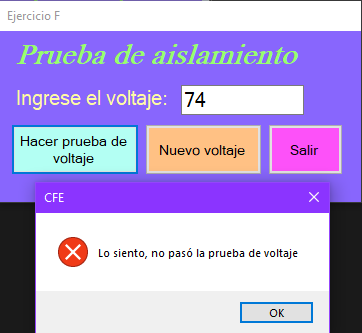 Ejercicio F
Prueba de aislamiento
Ingrese el voltaje: 74
Hacer prueba de
voltaje
Nuevo voltaje
Salir
CFE
Lo siento, no pasó la prueba de voltaje
OK